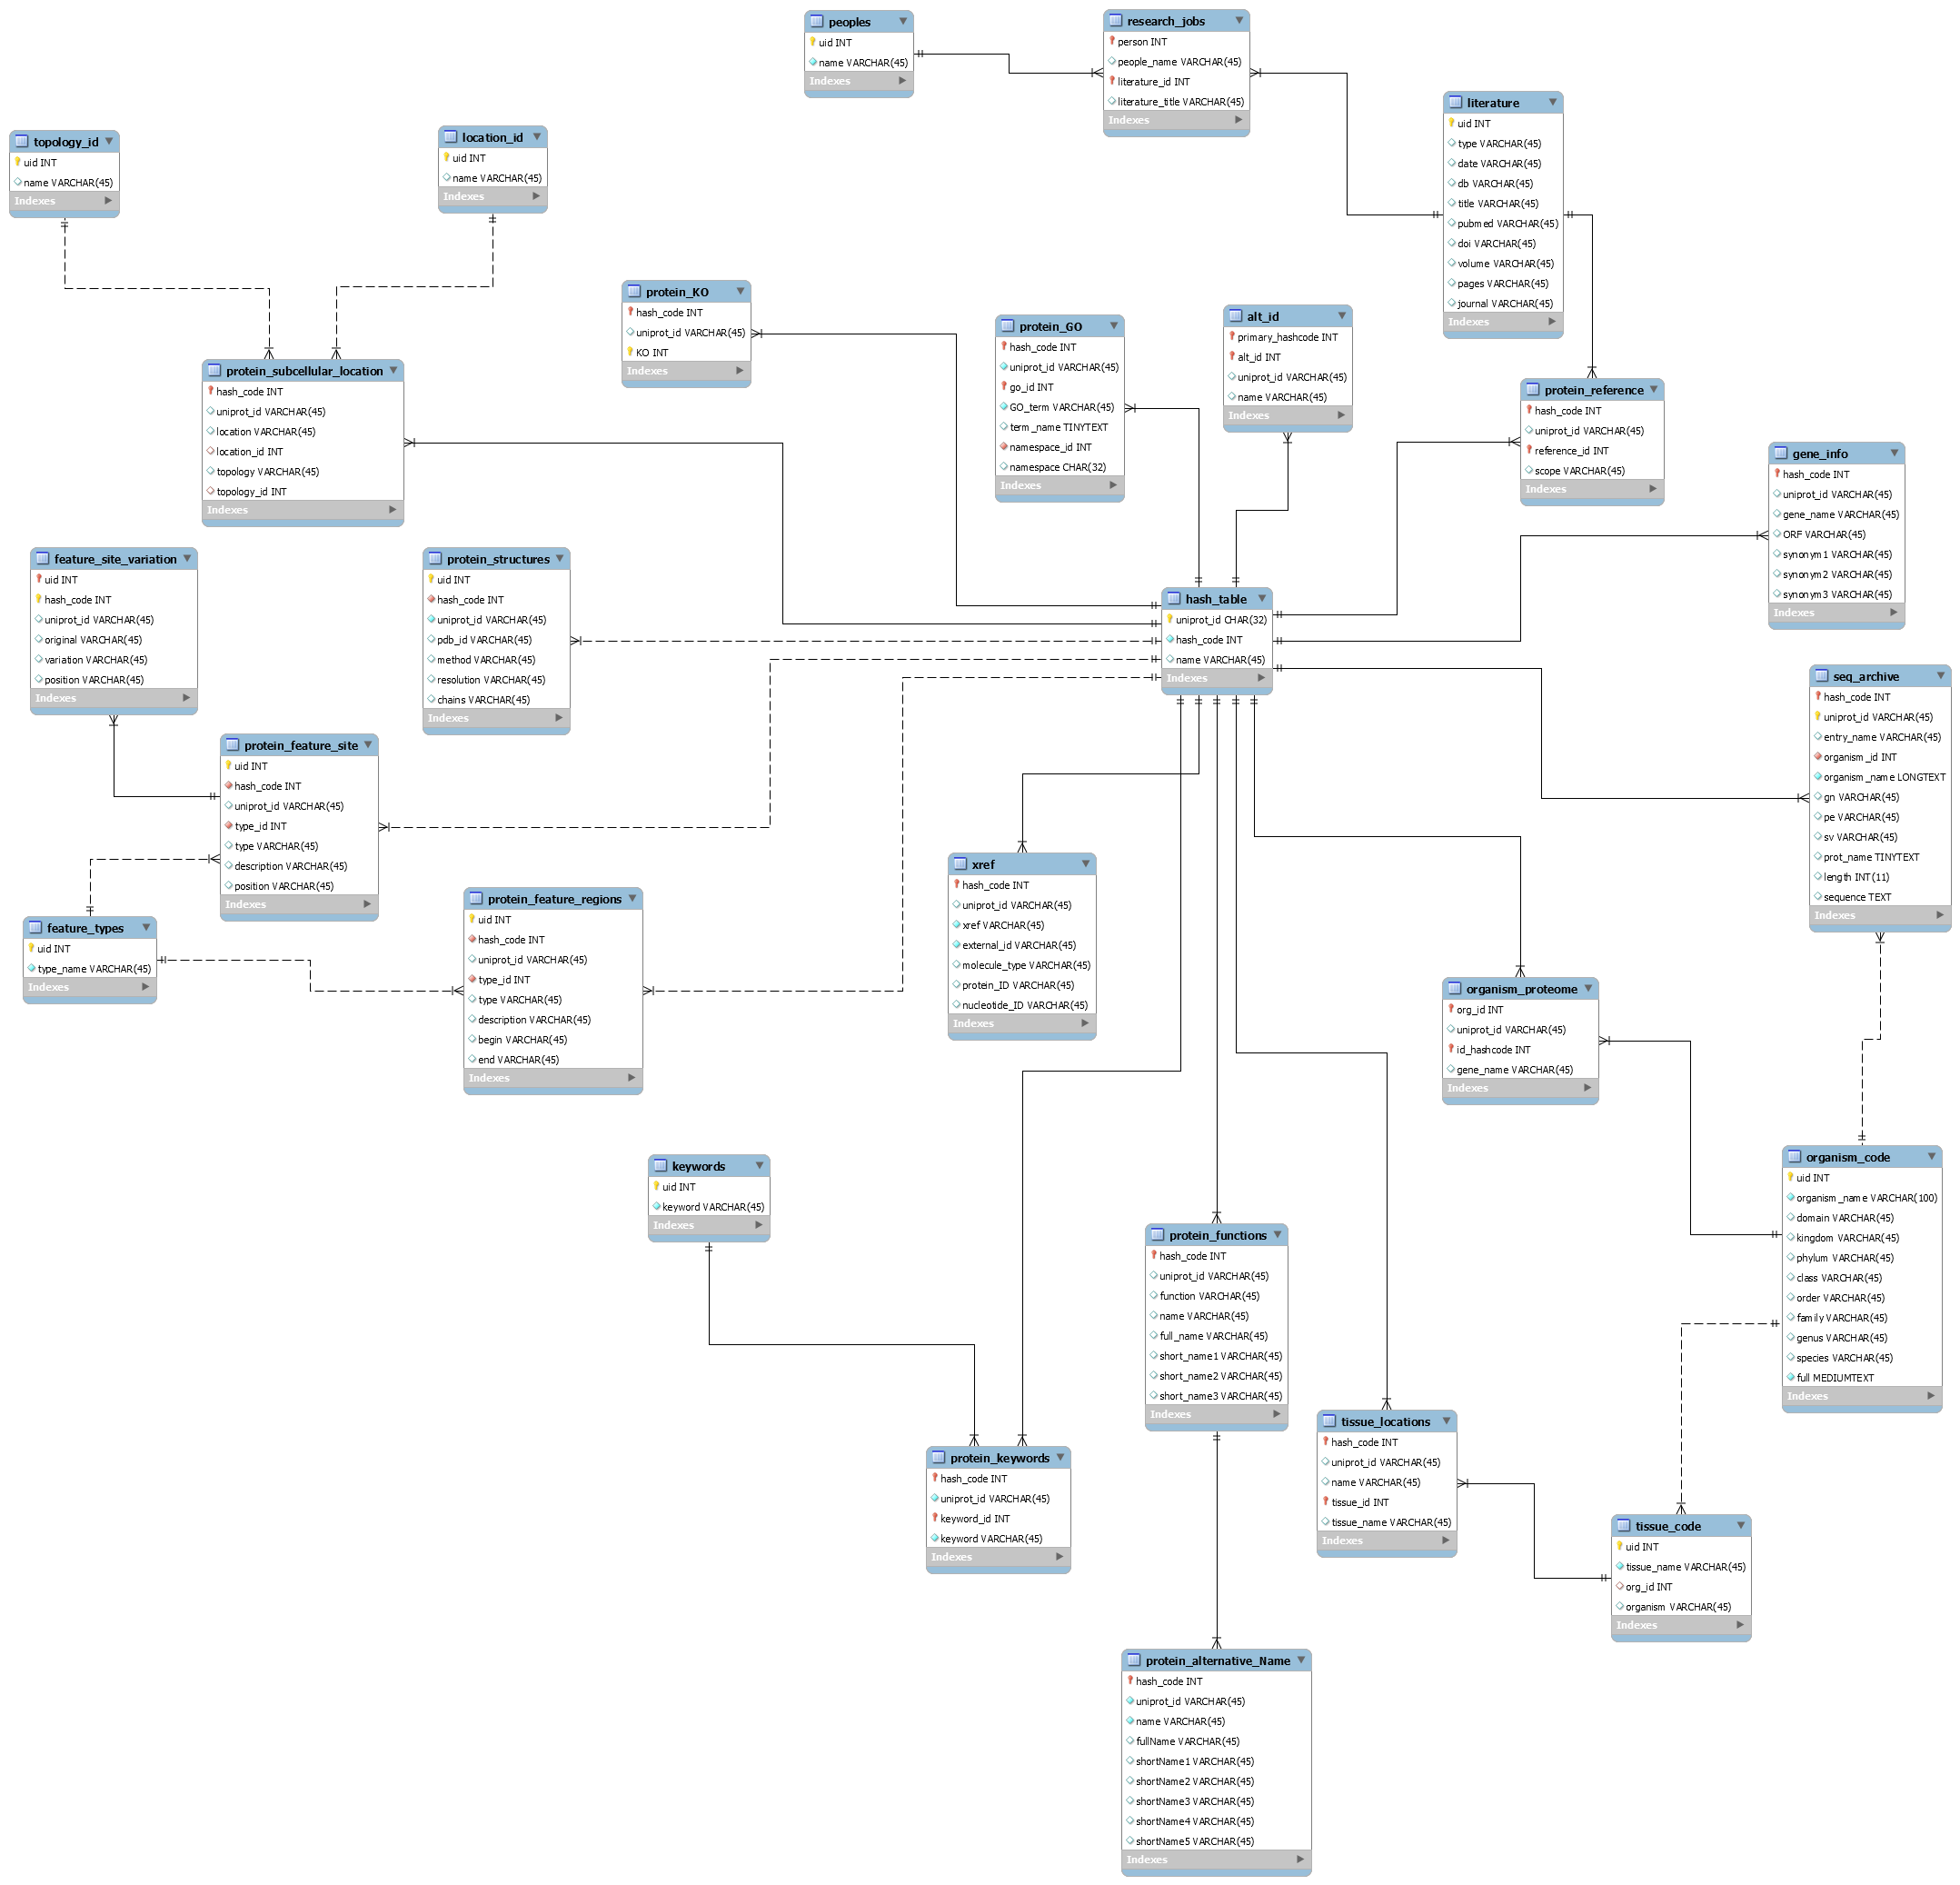 peoples
uid INT
name VARCHAR(45)
Indexes
research_jobs
person INT
people_name VARCHAR(45)
literature_id INT
literature_title VARCHAR(45)
Indexes
literature
uid INT
type VARCHAR(45)
date VARCHAR(45)
db VARCHAR(45)
title VARCHAR(45)
pubmed VARCHAR(45)
doi VARCHAR(45)
volume VARCHAR(45)
pages VARCHAR(45)
journal VARCHAR(45)
Indexes
topology_id
uid INT
name VARCHAR(45)
Indexes
location_id
uid INT
name VARCHAR(45)
Indexes
protein_KO
hash_code INT
uniprot_id VARCHAR(45)
KO INT
Indexes
protein_GO
hash_code INT
uniprot_id VARCHAR(45)
go_id INT
GO_term VARCHAR(45)
term_name TINYTEXT
namespace_id INT
namespace CHAR(32)
Indexes
alt_id
primary_hashcode INT
alt_id INT
uniprot_id VARCHAR(45)
name VARCHAR(45)
Indexes
protein_subcellular_location
hash_code INT
uniprot_id VARCHAR(45)
location VARCHAR(45)
location_id INT
topology VARCHAR(45)
topology_id INT
Indexes
protein_reference
hash_code INT
uniprot_id VARCHAR(45)
reference_id INT
scope VARCHAR(45)
Indexes
gene_info
hash_code INT
uniprot_id VARCHAR(45)
gene_name VARCHAR(45)
ORF VARCHAR(45)
synonym1 VARCHAR(45)
synonym2 VARCHAR(45)
synonym3 VARCHAR(45)
Indexes
feature_site_variation
uid INT
hash_code INT
uniprot_id VARCHAR(45)
original VARCHAR(45)
variation VARCHAR(45)
position VARCHAR(45)
Indexes
protein_structures
uid INT
hash_code INT
uniprot_id VARCHAR(45)
pdb_id VARCHAR(45)
method VARCHAR(45)
resolution VARCHAR(45)
chains VARCHAR(45)
Indexes
hash_table
uniprot_id CHAR(32)
hash_code INT
name VARCHAR(45)
Indexes
seq_archive
hash_code INT
uniprot_id VARCHAR(45)
entry_name VARCHAR(45)
organism_id INT
organism_name LONGTEXT
gn VARCHAR(45)
pe VARCHAR(45)
sv VARCHAR(45)
prot_name TINYTEXT
length INT(11)
sequence TEXT
Indexes
protein_feature_site
uid INT
hash_code INT
uniprot_id VARCHAR(45)
type_id INT
type VARCHAR(45)
description VARCHAR(45)
position VARCHAR(45)
Indexes
feature_types
uid INT
type_name VARCHAR(45)
Indexes
protein_feature_regions
uid INT
hash_code INT
uniprot_id VARCHAR(45)
type_id INT
type VARCHAR(45)
description VARCHAR(45)
begin VARCHAR(45)
end VARCHAR(45)
Indexes
xref
hash_code INT
uniprot_id VARCHAR(45)
xref VARCHAR(45)
external_id VARCHAR(45)
molecule_type VARCHAR(45)
protein_ID VARCHAR(45)
nucleotide_ID VARCHAR(45)
Indexes
organism_proteome
org_id INT
uniprot_id VARCHAR(45)
id_hashcode INT
gene_name VARCHAR(45)
Indexes
keywords
uid INT
keyword VARCHAR(45)
Indexes
organism_code
uid INT
organism_name VARCHAR(100)
domain VARCHAR(45)
kingdom VARCHAR(45)
phylum VARCHAR(45)
class VARCHAR(45)
order VARCHAR(45)
family VARCHAR(45)
genus VARCHAR(45)
species VARCHAR(45)
full MEDIUMTEXT
Indexes
protein_functions
hash_code INT
uniprot_id VARCHAR(45)
function VARCHAR(45)
name VARCHAR(45)
full_name VARCHAR(45)
short_name1 VARCHAR(45)
short_name2 VARCHAR(45)
short_name3 VARCHAR(45)
Indexes
tissue_locations
hash_code INT
uniprot_id VARCHAR(45)
name VARCHAR(45)
tissue_id INT
tissue_name VARCHAR(45)
Indexes
protein_keywords
hash_code INT
uniprot_id VARCHAR(45)
keyword_id INT
keyword VARCHAR(45)
Indexes
tissue_code
uid INT
tissue_name VARCHAR(45)
org_id INT
organism VARCHAR(45)
Indexes
protein_alternative_Name
hash_code INT
uniprot_id VARCHAR(45)
name VARCHAR(45)
fullName VARCHAR(45)
shortName1 VARCHAR(45)
shortName2 VARCHAR(45)
shortName3 VARCHAR(45)
shortName4 VARCHAR(45)
shortName5 VARCHAR(45)
Indexes